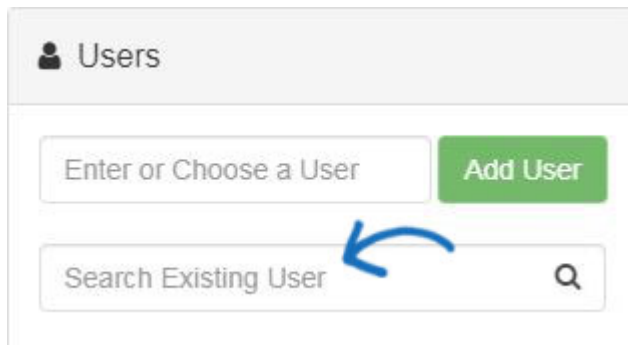 Users
Enter or Choose a User Add User
Search Existing User